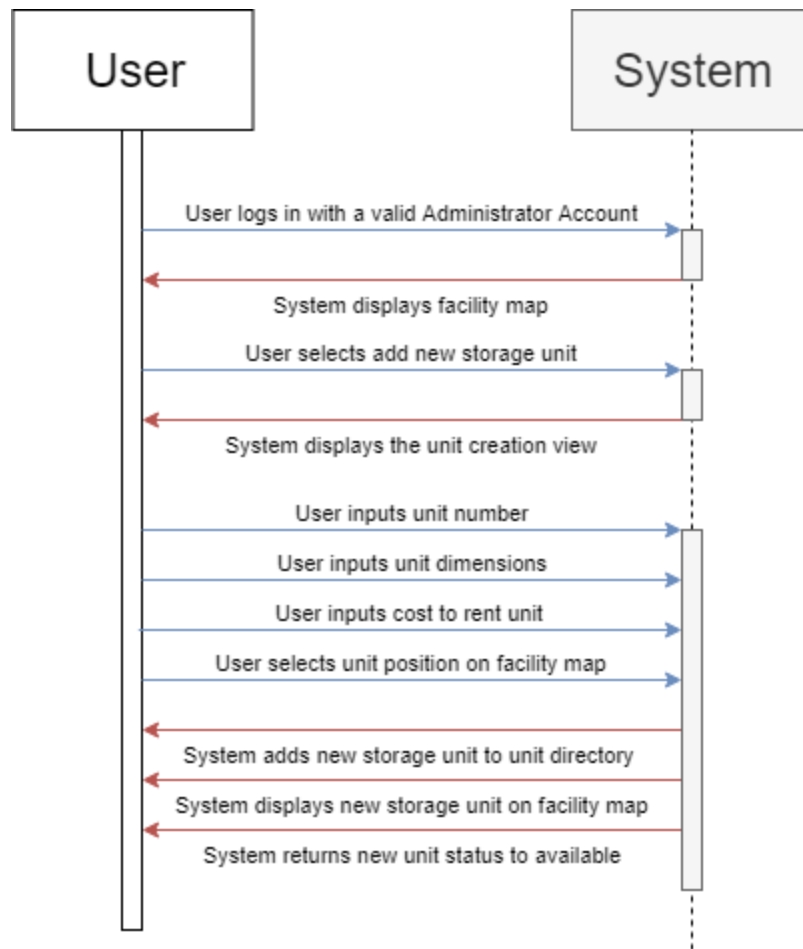 User
System
User logs in with a valid Administrator Account
System displays facility map
User selects add new storage unit
System displays the unit creation view
User inputs unit number
User inputs unit dimensions
User inputs cost to rent unit
User selects unit position on facility map
System adds new storage unit to unit directory
System displays new storage unit on facility map
System returns new unit status to available